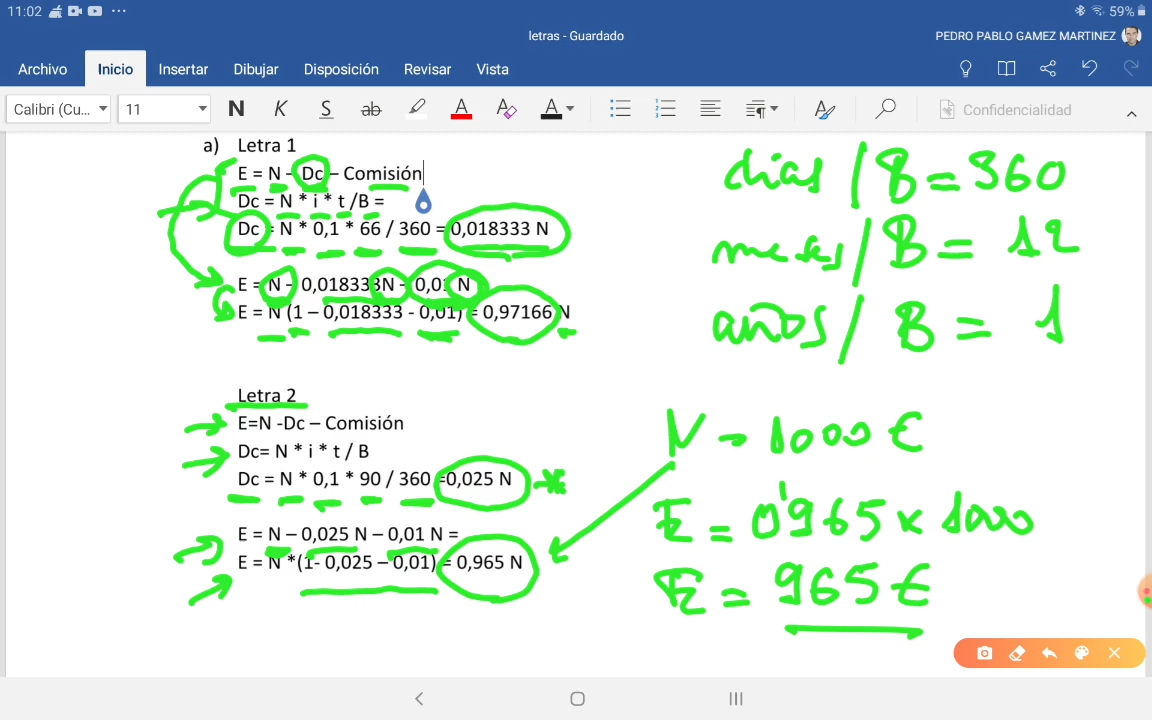 11:02 59%
letras - Guardado
PEDRO PABLO GAMEZ MARTINEZ
Archivo Inicio Insertar Dibujar Disposición Revisar Vista
Calibri (Cu... 11 N K S ab A A A Confidencialidad
a) Letra 1
E = N - Dc – Comisión
Dc = N * i * t /B =
Dc = N * 0,1 * 66 / 360 = 0,018333 N
E = N – 0,018333N – 0,01 N
E = N (1 – 0,018333 - 0,01) = 0,97166 N
Letra 2
E=N -Dc – Comisión
Dc= N * i * t / B
Dc = N * 0,1 * 90 / 360 =0,025 N
E = N – 0,025 N – 0,01 N =
E = N *(1- 0,025 – 0,01) = 0,965 N
dias / B = 360
meses / B = 12
años / B = 1
N = 1000 €
E = 0'965 x 1000
E = 965 €